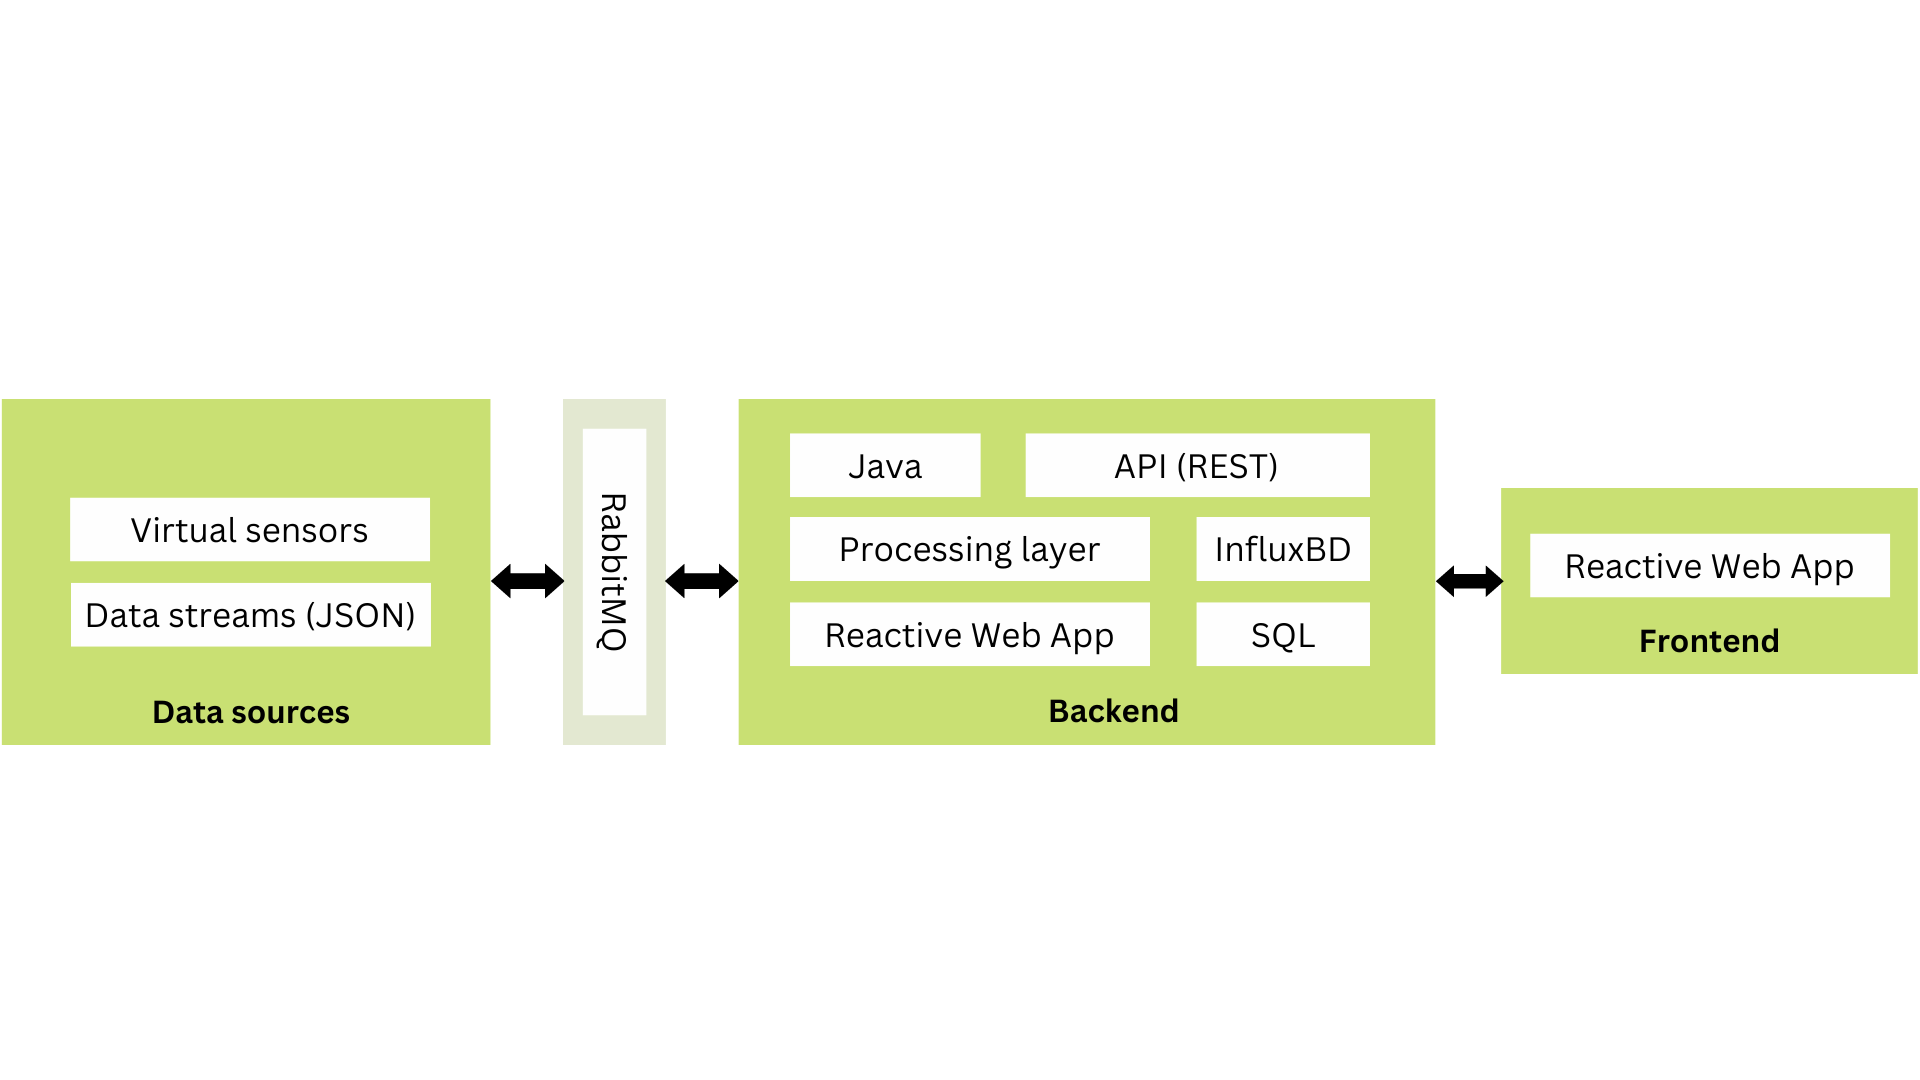 Virtual sensors
Data streams (JSON)
Data sources
RabbitMQ
Java
API (REST)
Processing layer
InfluxBD
Reactive Web App
SQL
Backend
Reactive Web App
Frontend